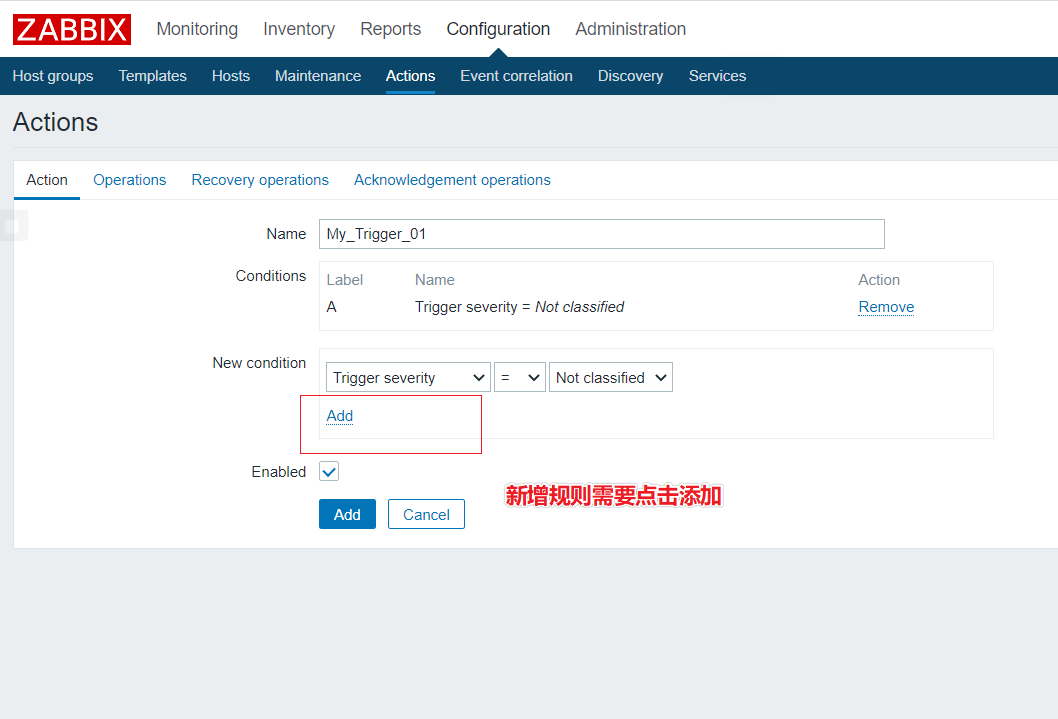 ZABBIX Monitoring Inventory Reports Configuration Administration
Host groups Templates Hosts Maintenance Actions Event correlation Discovery Services
Actions
Action Operations Recovery operations Acknowledgement operations
Name My_Trigger_01
Conditions Label Name Action
A Trigger severity = Not classified Remove
New condition Trigger severity = Not classified
Add
Enabled
新增规则需要点击添加
Add Cancel